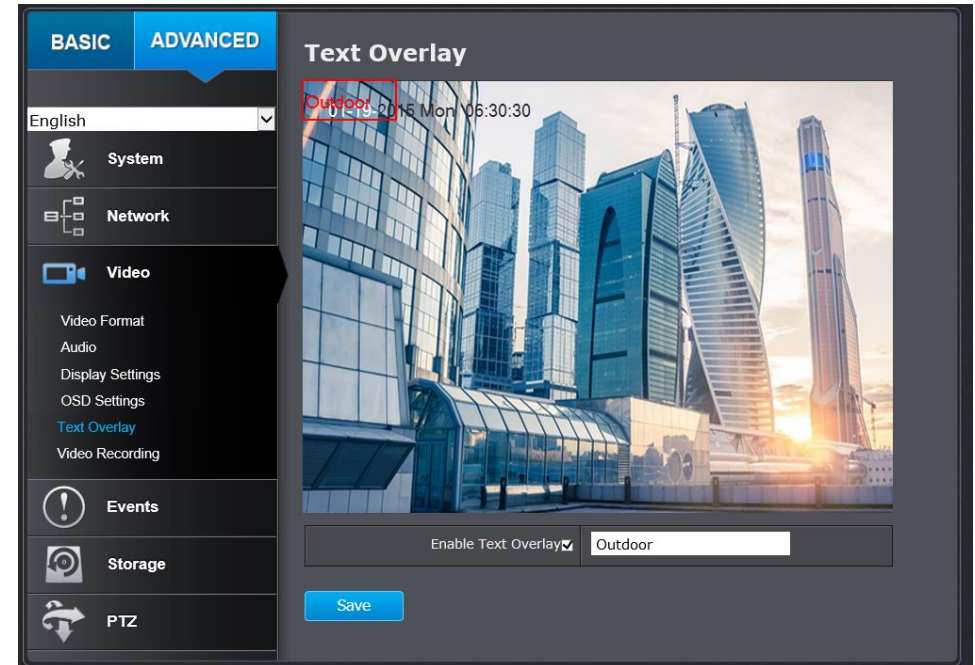 BASIC
ADVANCED
English
System
Network
Video
Video Format
Audio
Display Settings
OSD Settings
Text Overlay
Video Recording
Events
Storage
PTZ
Text Overlay
Outdoor
01-19-2015 Mon 06:30:30
Enable Text Overlay
Outdoor
Save